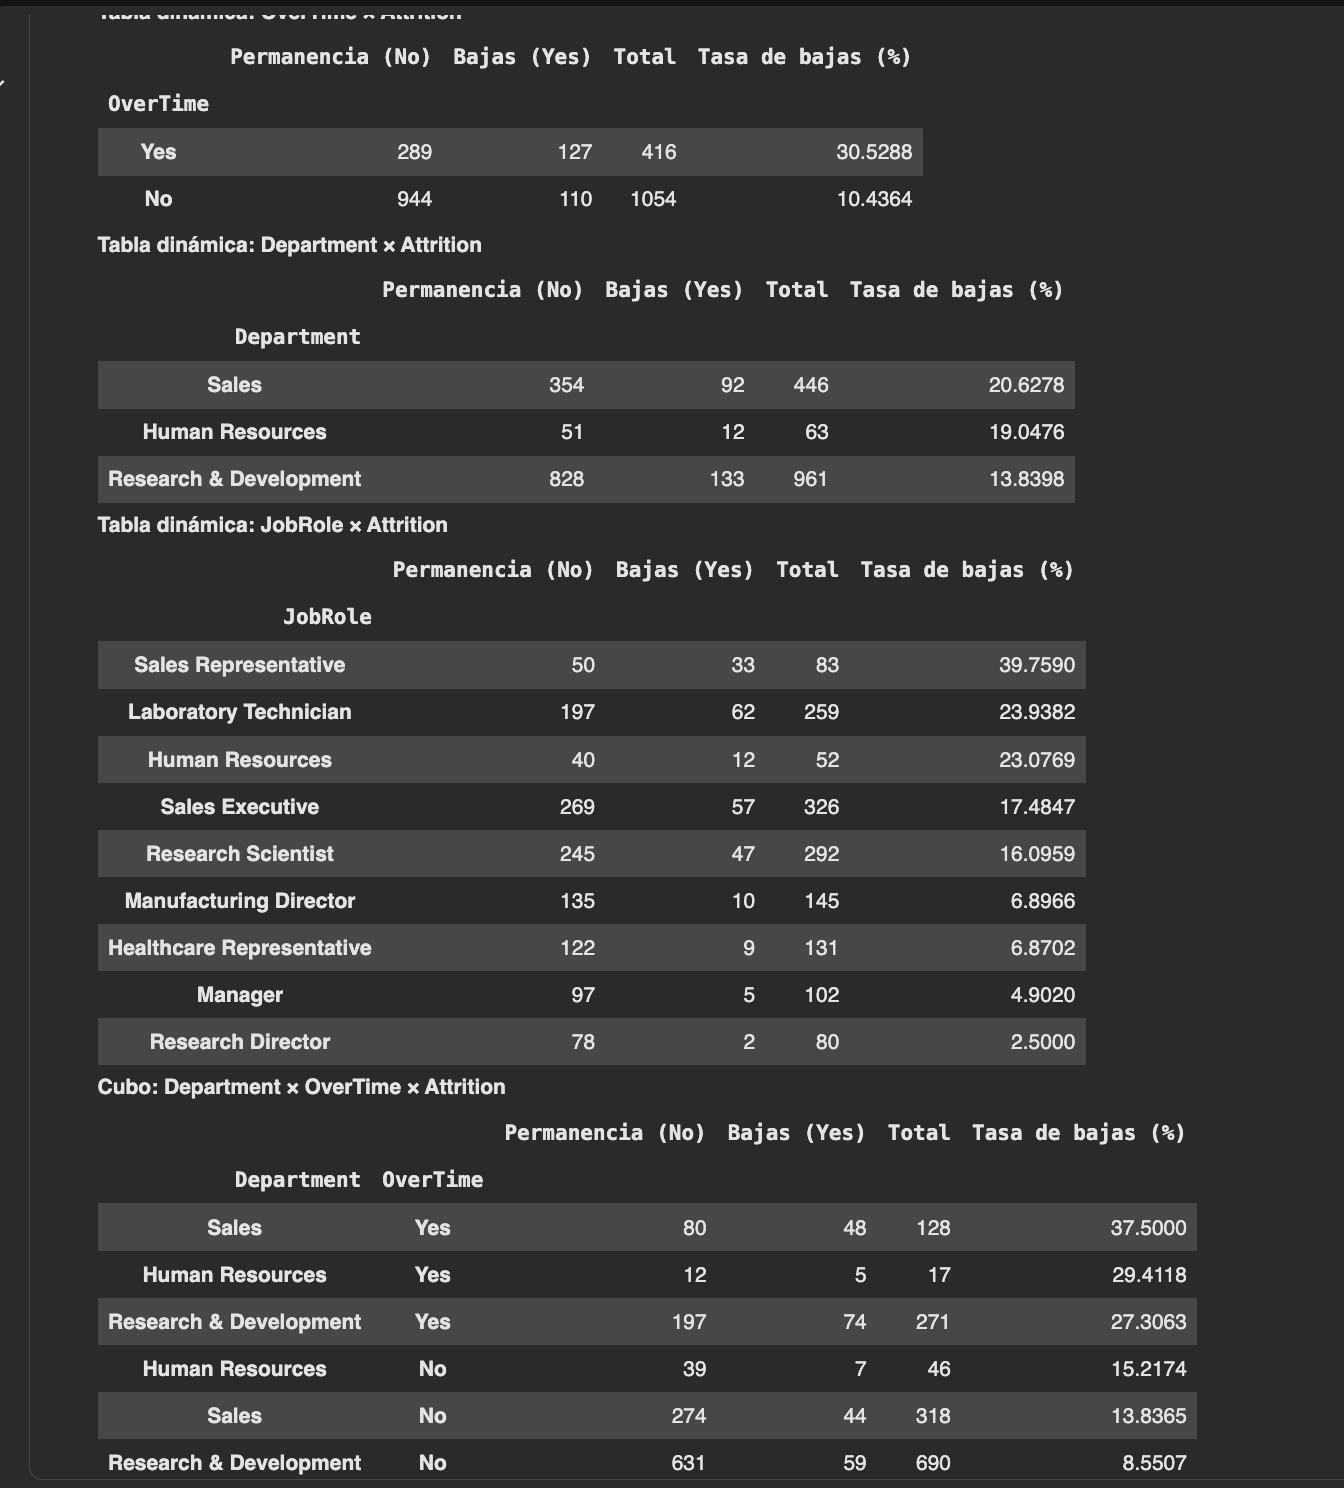 Tabla dinámica: OverTime × Attrition
Permanencia (No) Bajas (Yes) Total Tasa de bajas (%)
OverTime
Yes 289 127 416 30.5288
No 944 110 1054 10.4364
Tabla dinámica: Department × Attrition
Permanencia (No) Bajas (Yes) Total Tasa de bajas (%)
Department
Sales 354 92 446 20.6278
Human Resources 51 12 63 19.0476
Research & Development 828 133 961 13.8398
Tabla dinámica: JobRole × Attrition
Permanencia (No) Bajas (Yes) Total Tasa de bajas (%)
JobRole
Sales Representative 50 33 83 39.7590
Laboratory Technician 197 62 259 23.9382
Human Resources 40 12 52 23.0769
Sales Executive 269 57 326 17.4847
Research Scientist 245 47 292 16.0959
Manufacturing Director 135 10 145 6.8966
Healthcare Representative 122 9 131 6.8702
Manager 97 5 102 4.9020
Research Director 78 2 80 2.5000
Cubo: Department × OverTime × Attrition
Permanencia (No) Bajas (Yes) Total Tasa de bajas (%)
Department OverTime
Sales Yes 80 48 128 37.5000
Human Resources Yes 12 5 17 29.4118
Research & Development Yes 197 74 271 27.3063
Human Resources No 39 7 46 15.2174
Sales No 274 44 318 13.8365
Research & Development No 631 59 690 8.5507